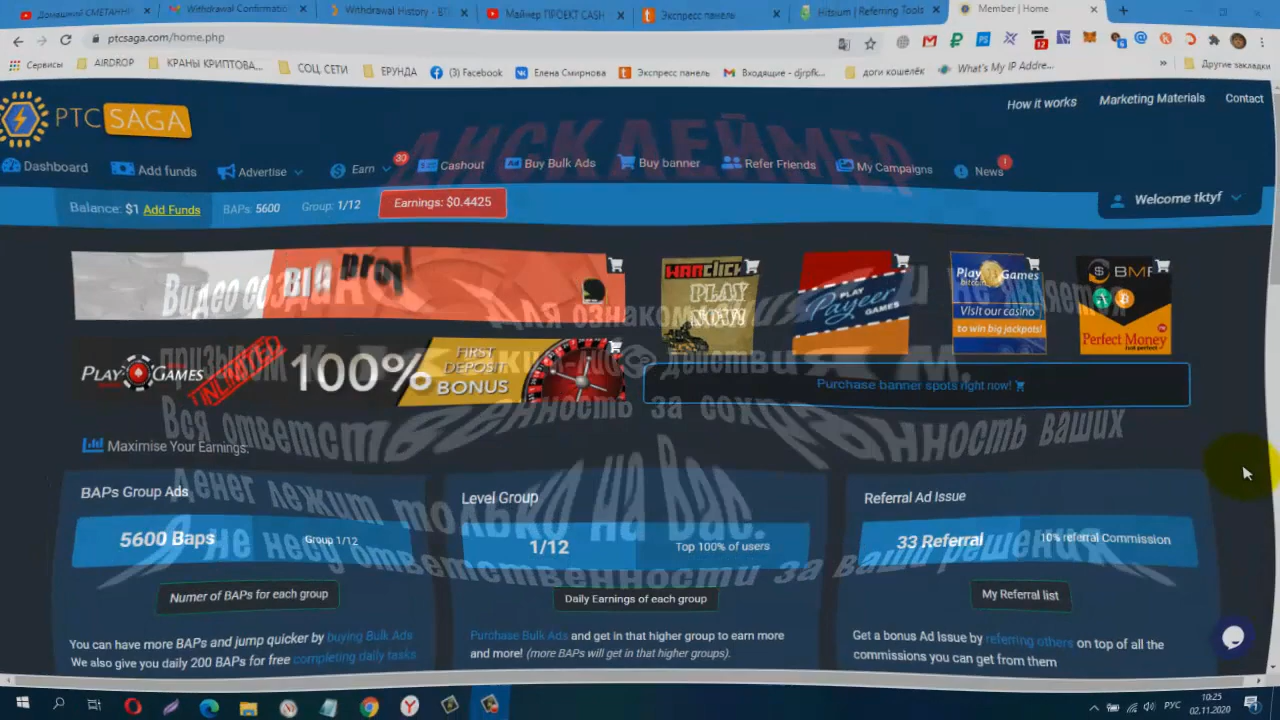 Домашний СМЕТАНН
Withdrawal Confirmatio
Withdrawal History - BT
Майнер ПРОЕКТ CASH
Экспресс панель
Hitsium | Referring Tools
Member | Home
ptcsaga.com/home.php
Сервисы
AIRDROP
КРАНЫ КРИПТОВА...
СОЦ СЕТИ
ЕРУНДА
(3) Facebook
Елена Смирнова
Экспресс панель
Входящие - djrpfk...
доги кошелёк
What's My IP Addre...
Другие закладки
PTC SAGA
How it works
Marketing Materials
Contact
ДИСКЛЕЙМЕР
Dashboard
Add funds
Advertise
Earn
30
Cashout
Buy Bulk Ads
Buy banner
Refer Friends
My Campaigns
News
Balance: $1 Add Funds
BAPs: 5600
Group: 1/12
Earnings: $0.4425
Welcome tktyf
Видео создано для ознакомления и не является
PLAY NOW!
PLAY Payeer GAMES
Play Games
bitcoin
Visit our casino
to win big jackpots!
Perfect Money
PLAY GAMES
UNLIMITED
100%
FIRST DEPOSIT BONUS
призывом к
действиям.
Purchase banner spots right now!
Вся ответственность за сохранность ваших
Maximise Your Earnings:
Денег лежит только на Вас.
BAPs Group Ads
Level Group
Referral Ad Issue
5600 Baps
Group 1/12
1/12
Top 100% of users
33 Referral
10% referral Commission
Я не несу ответственности за ваши решения
Numer of BAPs for each group
Daily Earnings of each group
My Referral list
You can have more BAPs and jump quicker by buying Bulk Ads
We also give you daily 200 BAPs for free completing daily tasks
Purchase Bulk Ads and get in that higher group to earn more
and more! (more BAPs will get in that higher groups).
Get a bonus Ad Issue by referring others on top of all the
commissions you can get from them
РУС
10:25
02.11.2020